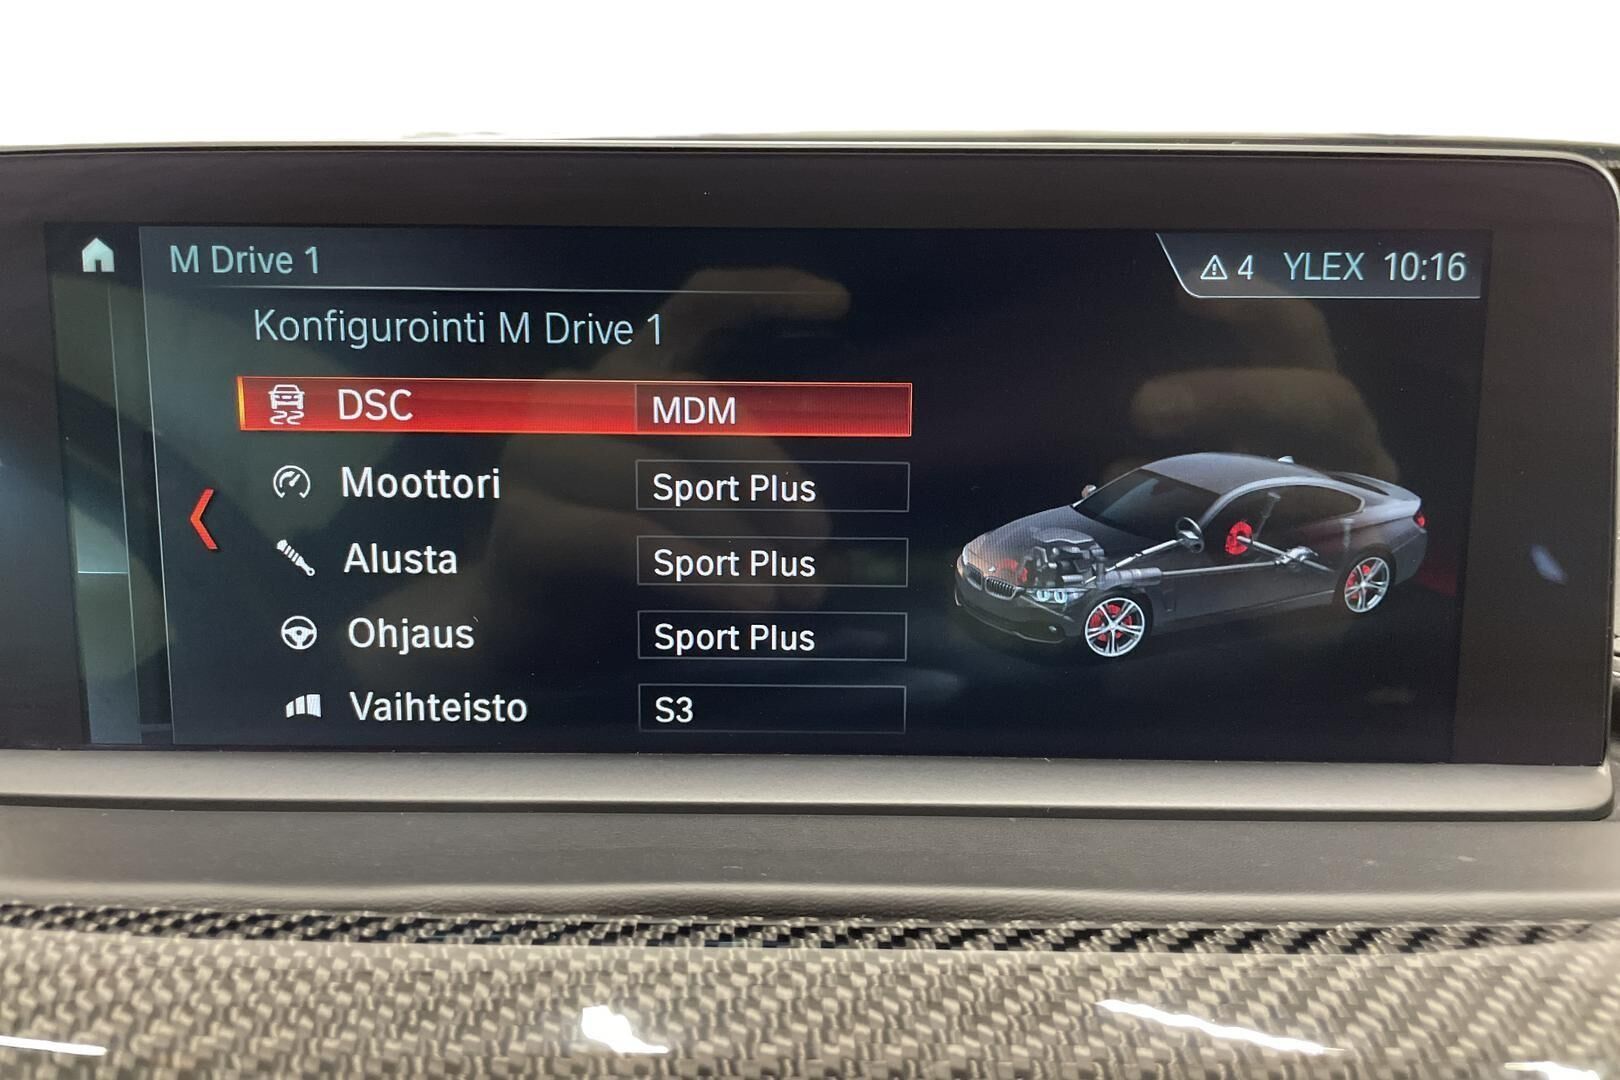 M Drive 1
4 YLEX 10:16
Konfigurointi M Drive 1
DSC MDM
Moottori Sport Plus
Alusta Sport Plus
Ohjaus Sport Plus
Vaihteisto S3